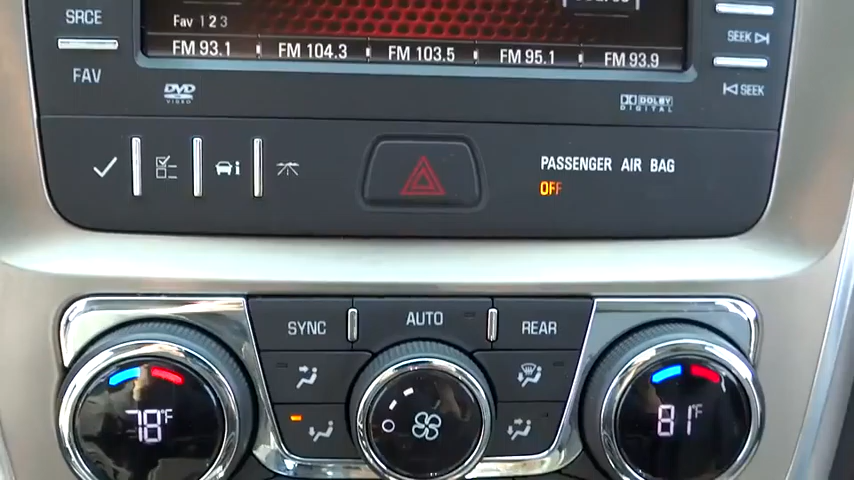 SRCE
Fav 1 2 3
SEEK
FAV
FM 93.1 FM 104.3 FM 103.5 FM 95.1 FM 93.9
SEEK
DVD
VIDEO
DOLBY
DIGITAL
PASSENGER AIR BAG
OFF
SYNC AUTO REAR
78°F
81°F